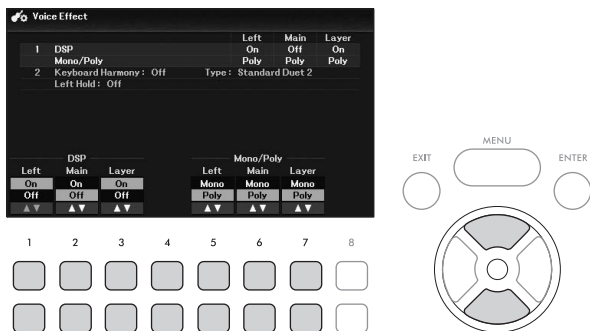 Voice Effect
Left Main Layer
1 DSP On Off On
Mono/Poly Poly Poly Poly
2 Keyboard Harmony : Off Type : Standard Duet 2
Left Hold : Off
DSP Mono/Poly
Left Main Layer Left Main Layer
On On On Mono Mono Mono
Off Off Off Poly Poly Poly
1 2 3 4 5 6 7 8
EXIT MENU ENTER